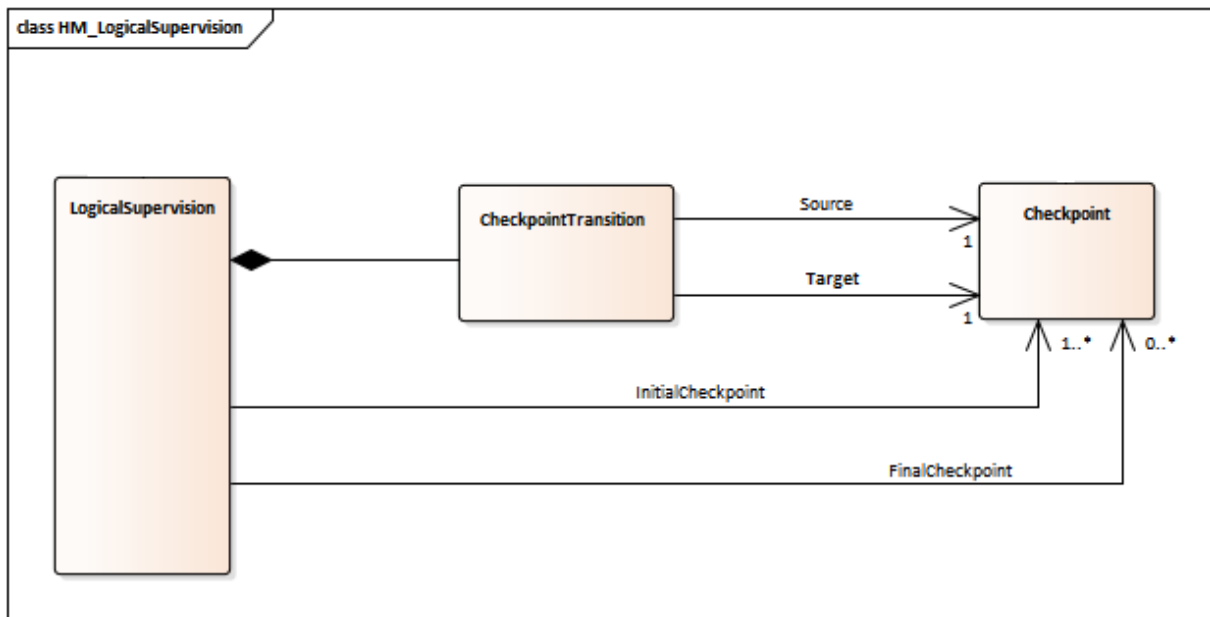 class HM_LogicalSupervision
LogicalSupervision
CheckpointTransition
Source
Checkpoint
1
Target
1
1..*
0..*
InitialCheckpoint
FinalCheckpoint